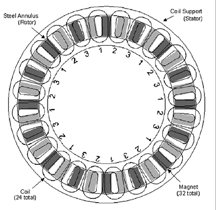 Steel Annulus
(Rotor)
Coil Support
(Stator)
Coil
(24 total)
Magnet
(32 total)